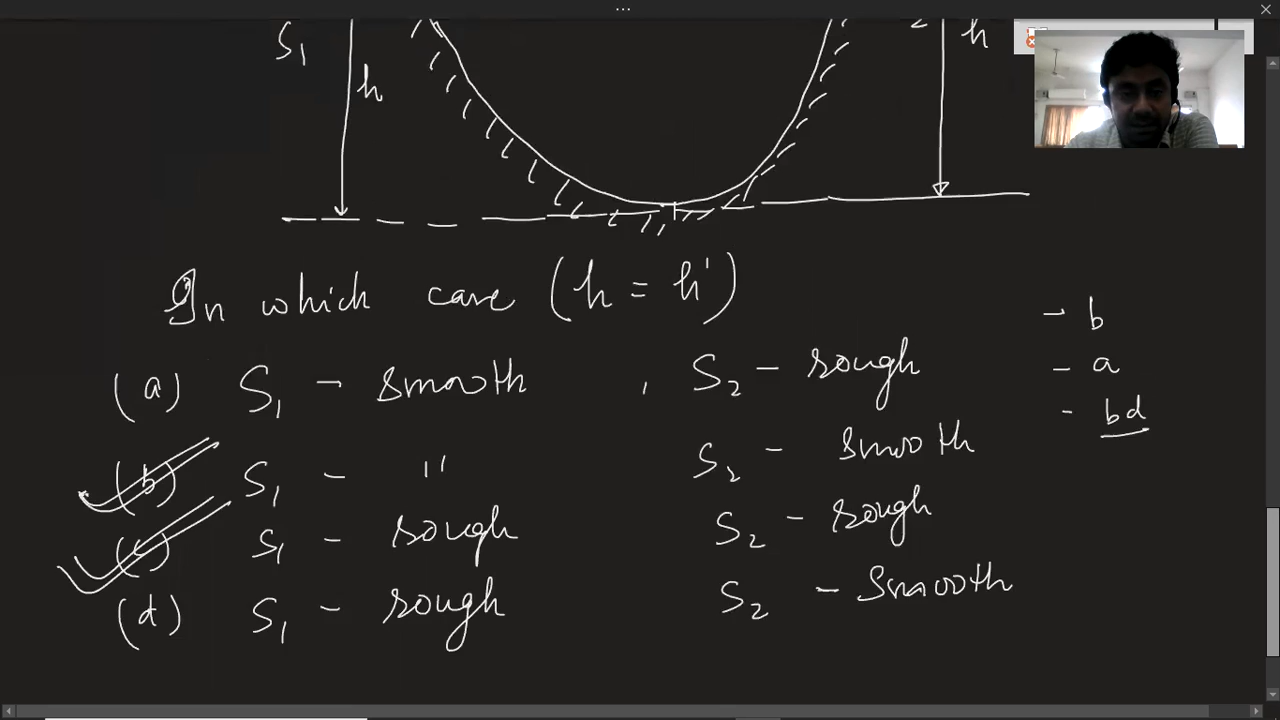 S1 h 2 h
In which case (h = h')
(a) S1 - smooth , S2 - rough
(b) S1 - " S2 - smooth
(c) S1 - rough S2 - rough
(d) S1 - rough S2 - smooth
- b
- a
- bd